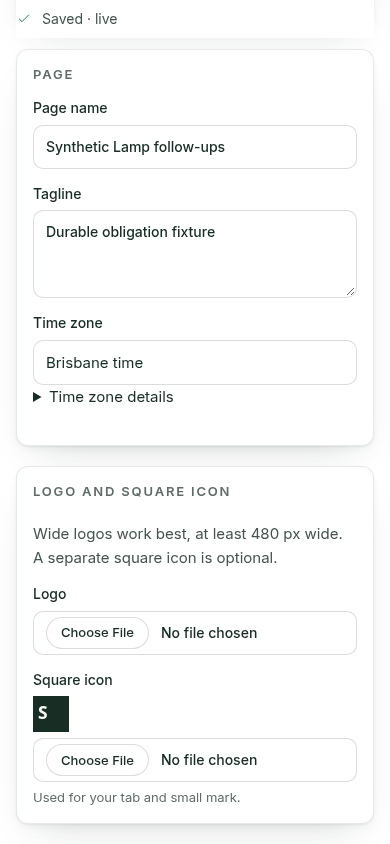 Saved · live
PAGE
Page name
Synthetic Lamp follow-ups
Tagline
Durable obligation fixture
Time zone
Brisbane time
Time zone details
LOGO AND SQUARE ICON
Wide logos work best, at least 480 px wide.
A separate square icon is optional.
Logo
Choose File No file chosen
Square icon
S
Choose File No file chosen
Used for your tab and small mark.